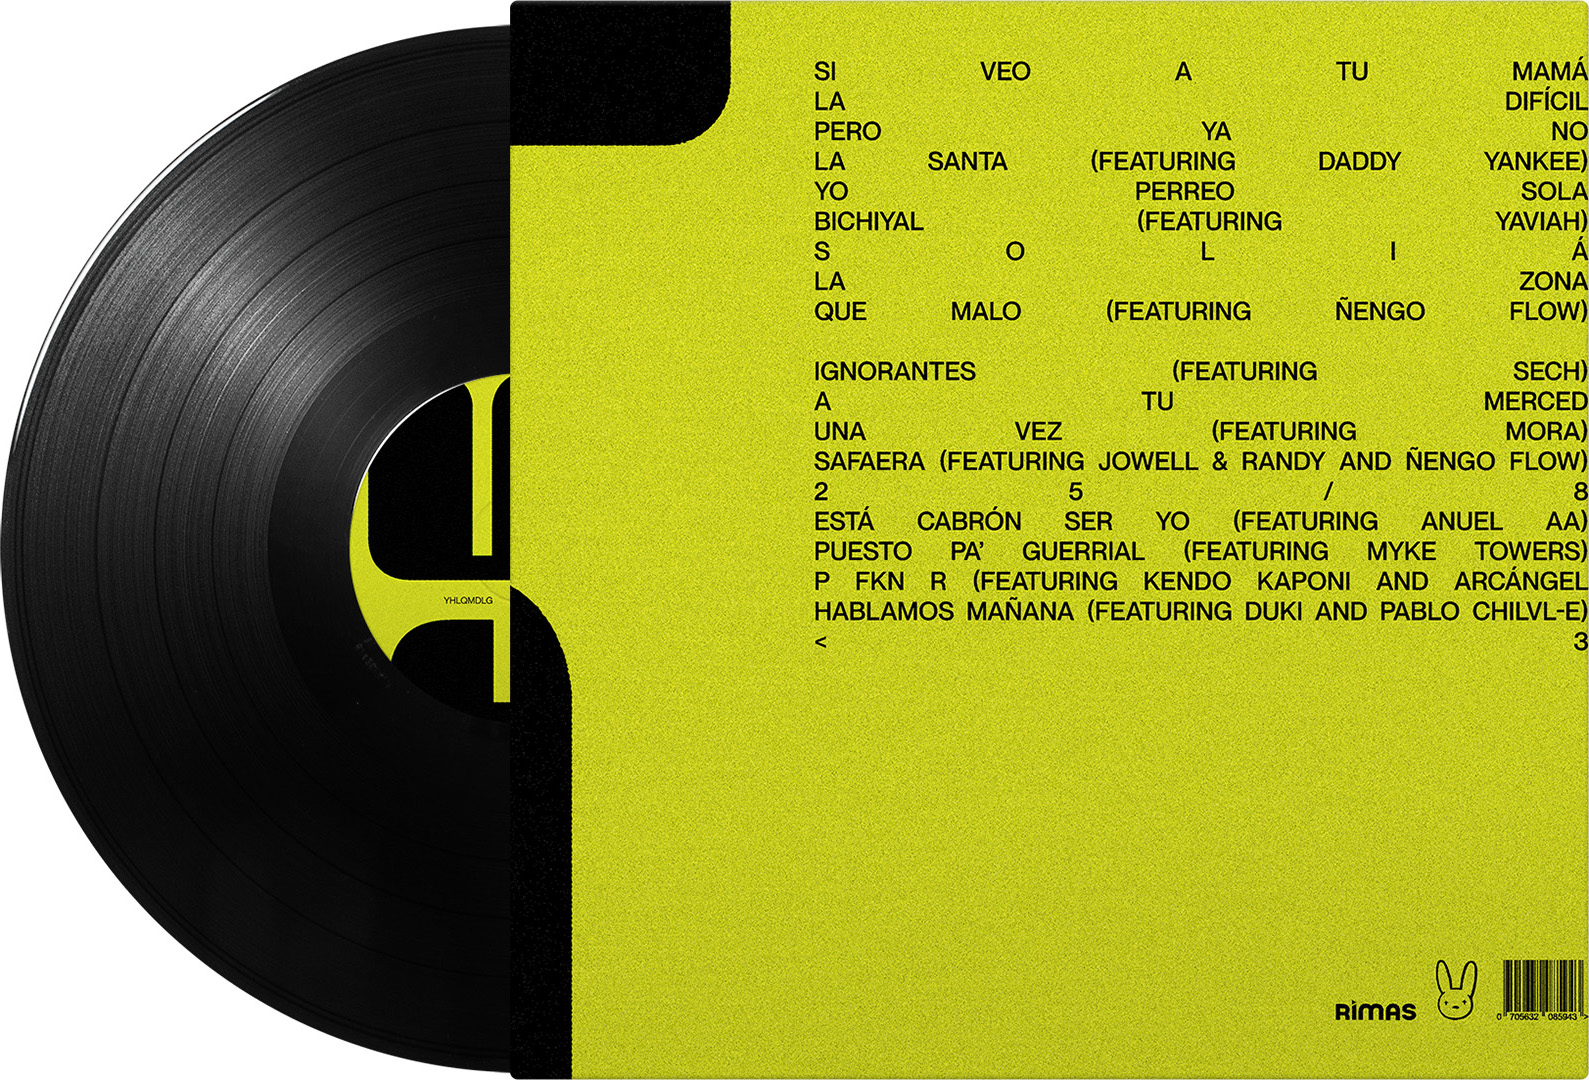 SI VEO A TU MAMÁ
LA DIFÍCIL
PERO YA NO
LA SANTA (FEATURING DADDY YANKEE)
YO PERREO SOLA
BICHIYAL (FEATURING YAVIAH)
S O L I Á
LA ZONA
QUE MALO (FEATURING ÑENGO FLOW)
IGNORANTES (FEATURING SECH)
A TU MERCED
UNA VEZ (FEATURING MORA)
SAFAERA (FEATURING JOWELL & RANDY AND ÑENGO FLOW)
2 5 / 8
ESTÁ CABRÓN SER YO (FEATURING ANUEL AA)
PUESTO PA' GUERRIAL (FEATURING MYKE TOWERS)
P FKN R (FEATURING KENDO KAPONI AND ARCÁNGEL
HABLAMOS MAÑANA (FEATURING DUKI AND PABLO CHILVL-E)
< 3
YHLQMDLG
RIMAS
0 705632 085943 >